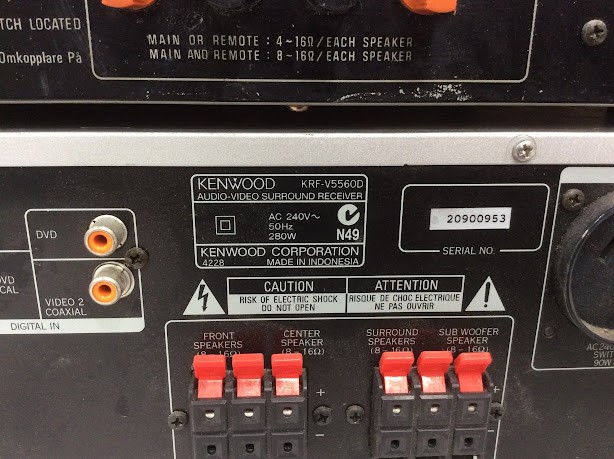 TCH LOCATED
Omkopplare På
MAIN OR REMOTE : 4~16Ω/EACH SPEAKER
MAIN AND REMOTE : 8~16Ω/EACH SPEAKER
KENWOOD KRF-V5560D
AUDIO-VIDEO SURROUND RECEIVER
AC 240V~
50Hz
280W
N49
KENWOOD CORPORATION
4228 MADE IN INDONESIA
20900953
SERIAL NO.
DVD
VIDEO 2
COAXIAL
DVD
CAL
DIGITAL IN
CAUTION
RISK OF ELECTRIC SHOCK
DO NOT OPEN
ATTENTION
RISQUE DE CHOC ELECTRIQUE
NE PAS OUVRIR
FRONT
SPEAKERS
(8–16Ω)
CENTER
SPEAKER
(8–16Ω)
SURROUND
SPEAKERS
(8–16Ω)
SUB WOOFER
SPEAKER
(8–16Ω)
+
−
+
AC240
SWIT
90W